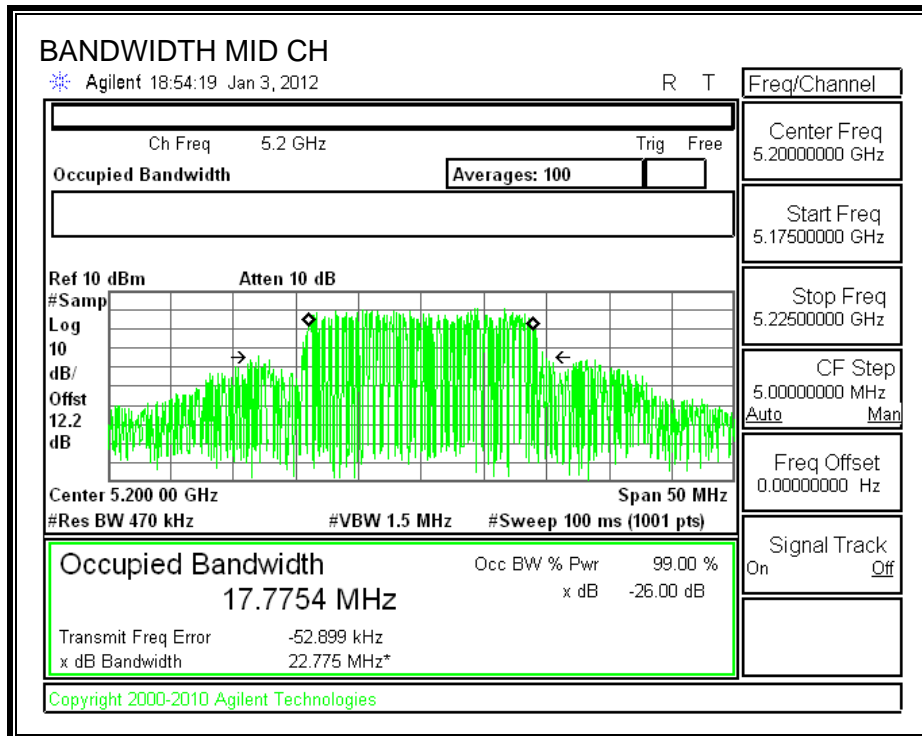 BANDWIDTH MID CH
Agilent 18:54:19 Jan 3, 2012 R T
Freq/Channel
Ch Freq 5.2 GHz Trig Free
Occupied Bandwidth Averages: 100
Center Freq
5.20000000 GHz
Start Freq
5.17500000 GHz
Stop Freq
5.22500000 GHz
CF Step
5.00000000 MHz
Auto Man
Freq Offset
0.00000000 Hz
Signal Track
On Off
Ref 10 dBm Atten 10 dB
#Samp
Log
10
dB/
Offst
12.2
dB
Center 5.200 00 GHz Span 50 MHz
#Res BW 470 kHz #VBW 1.5 MHz #Sweep 100 ms (1001 pts)
Occupied Bandwidth Occ BW % Pwr 99.00 %
17.7754 MHz x dB -26.00 dB
Transmit Freq Error -52.899 kHz
x dB Bandwidth 22.775 MHz*
Copyright 2000-2010 Agilent Technologies